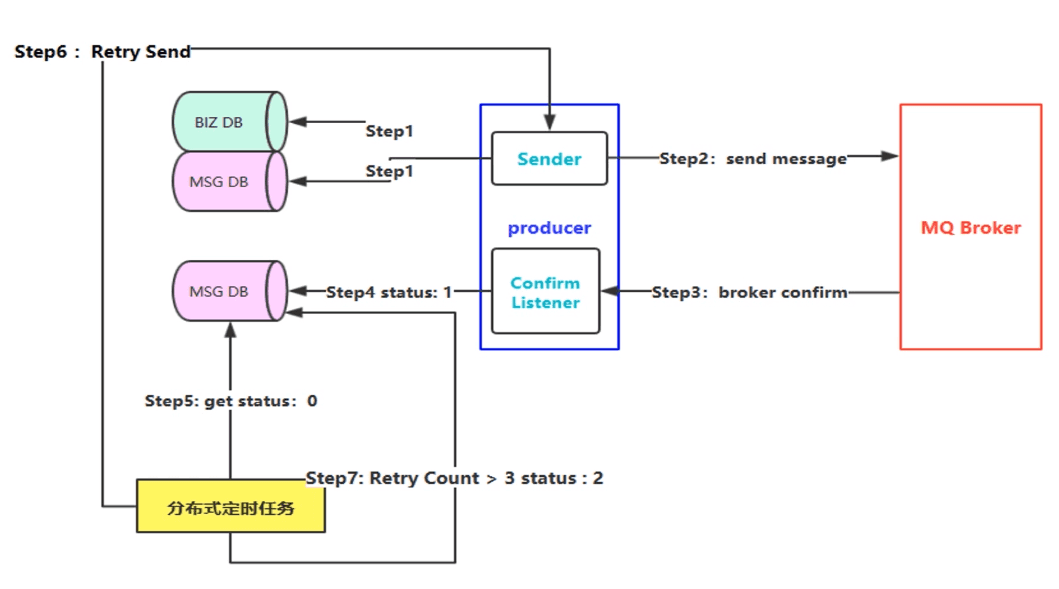 Step6： Retry Send
BIZ DB
Step1
Sender
Step2：send message
MSG DB
Step1
producer
MQ Broker
MSG DB
Step4 status: 1
Confirm
Listener
Step3：broker confirm
Step5: get status：0
Step7: Retry Count > 3 status : 2
分布式定时任务